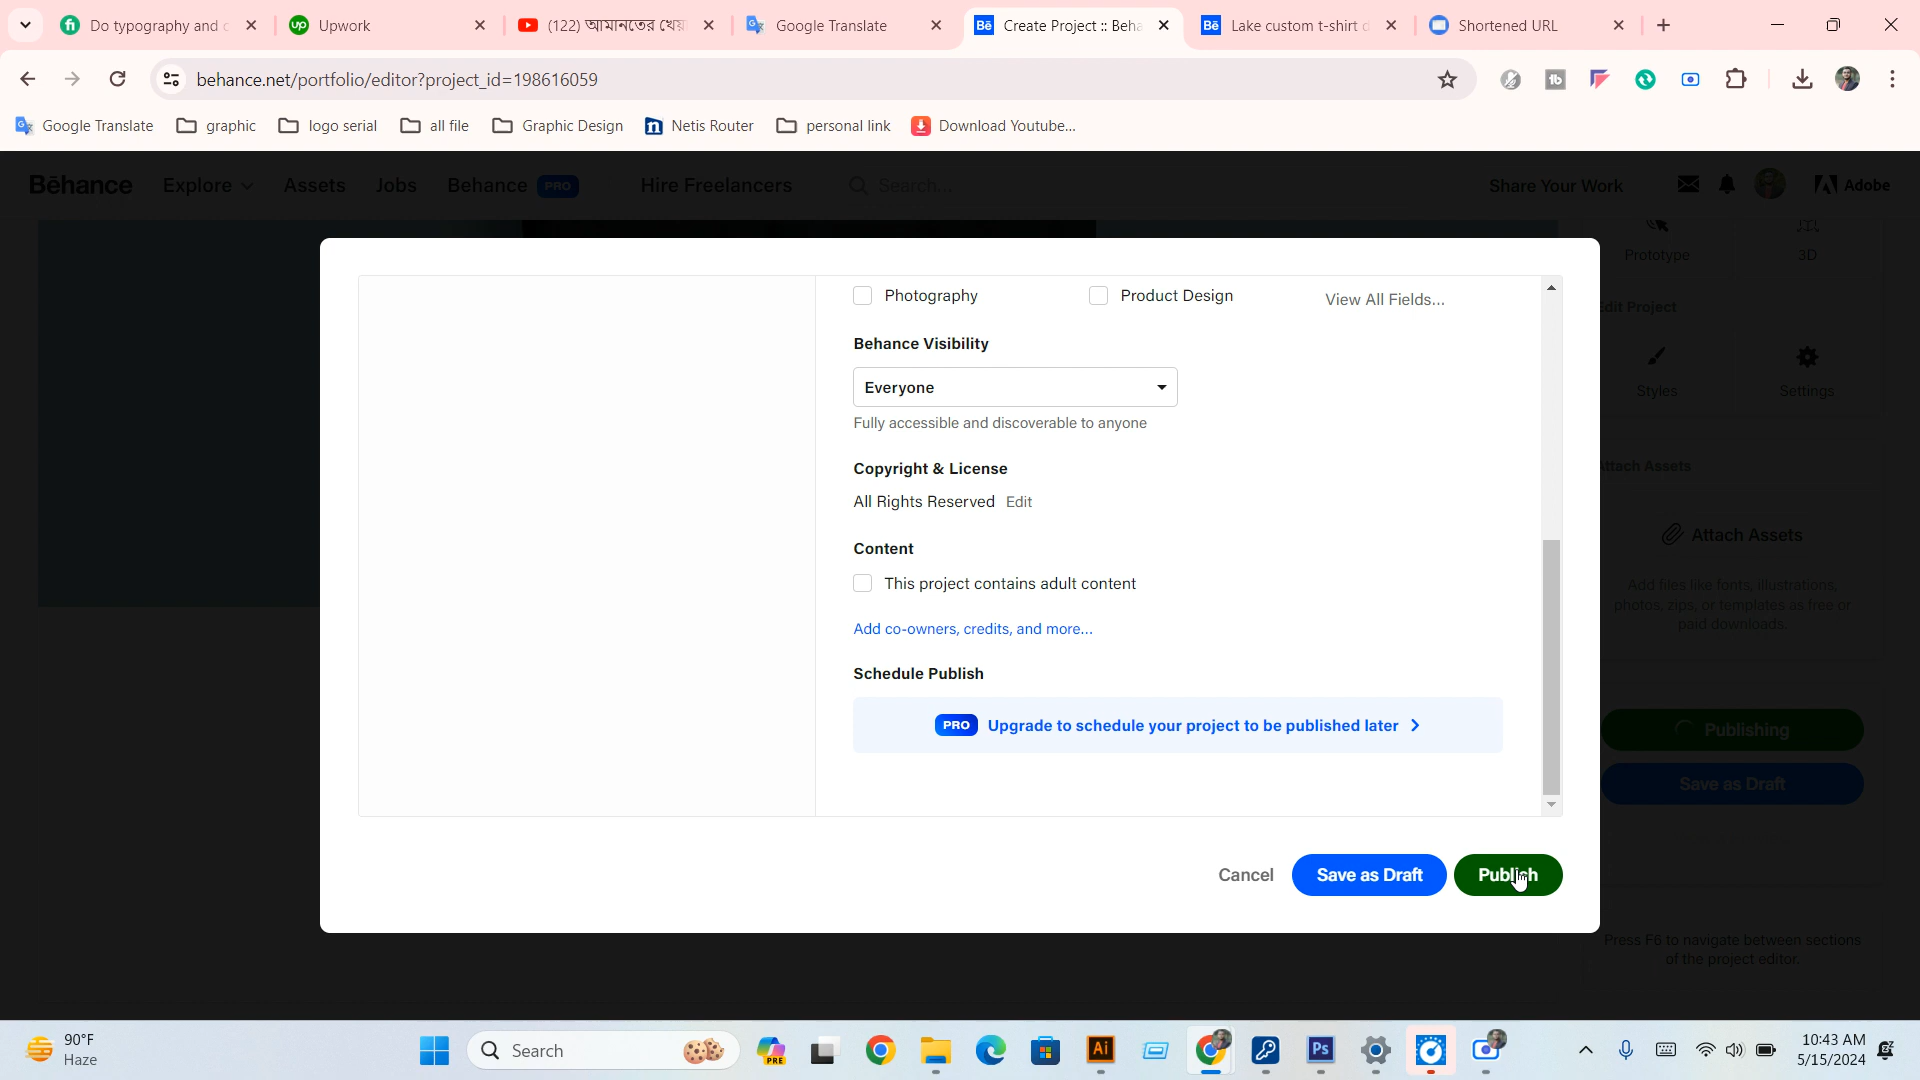 Do typography and c
Upwork
(122) আমানতের খেয়
Google Translate
Create Project :: Beha
Lake custom t-shirt d
Shortened URL
behance.net/portfolio/editor?project_id=198616059
Google Translate
graphic
logo serial
all file
Graphic Design
Netis Router
personal link
Download Youtube...
Bēhance
Explore
Assets
Jobs
Behance PRO
Hire Freelancers
Search...
Share Your Work
Adobe
Prototype
3D
Edit Project
Styles
Settings
Attach Assets
Attach Assets
Add files like fonts, illustrations,
photos, zips, or templates as free or
paid downloads.
Publishing
Save as Draft
Press F6 to navigate between sections
of the project editor.
Photography
Product Design
View All Fields...
Behance Visibility
Everyone
Fully accessible and discoverable to anyone
Copyright & License
All Rights Reserved Edit
Content
This project contains adult content
Add co-owners, credits, and more...
Schedule Publish
PRO Upgrade to schedule your project to be published later
Cancel
Save as Draft
Publish
90°F
Haze
Search
10:43 AM
5/15/2024